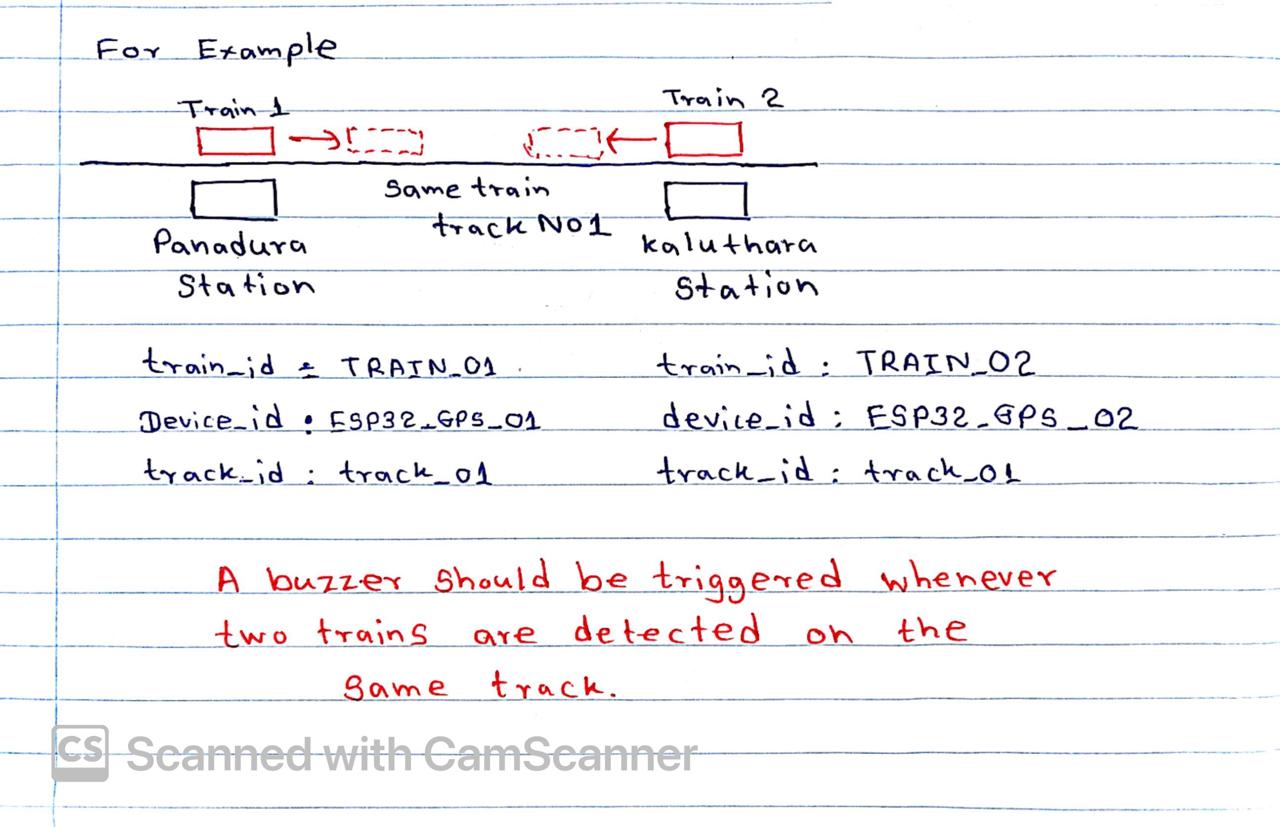 For Example
Train 1
Train 2
Same train
track No1
Panadura
Station
kaluthara
Station
train_id = TRAIN_01
train_id : TRAIN_02
Device_id : ESP32_GPS_01
device_id : ESP32_GPS_02
track_id : track_01
track_id : track_01
A buzzer should be triggered whenever
two trains are detected on the
same track.
CS Scanned with CamScanner